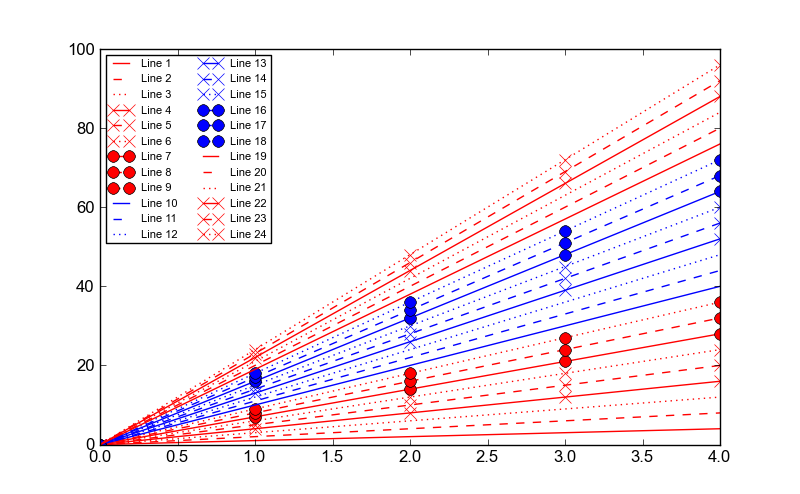 100
80
60
40
20
0
Line 1
Line 2
Line 3
Line 4
Line 5
Line 6
Line 7
Line 8
Line 9
Line 10
Line 11
Line 12
Line 13
Line 14
Line 15
Line 16
Line 17
Line 18
Line 19
Line 20
Line 21
Line 22
Line 23
Line 24
0.0 0.5 1.0 1.5 2.0 2.5 3.0 3.5 4.0